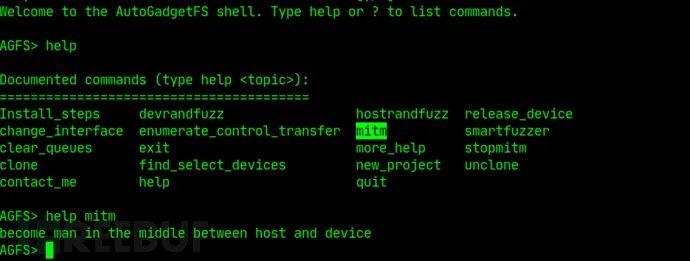 Welcome to the AutoGadgetFS shell. Type help or ? to list commands.
AGFS> help
Documented commands (type help <topic>):
========================================
Install_steps devrandfuzz hostrandfuzz release_device
change_interface enumerate_control_transfer mitm smartfuzzer
clear_queues exit more_help stopmitm
clone find_select_devices new_project unclone
contact_me help quit
AGFS> help mitm
become man in the middle between host and device
AGFS>